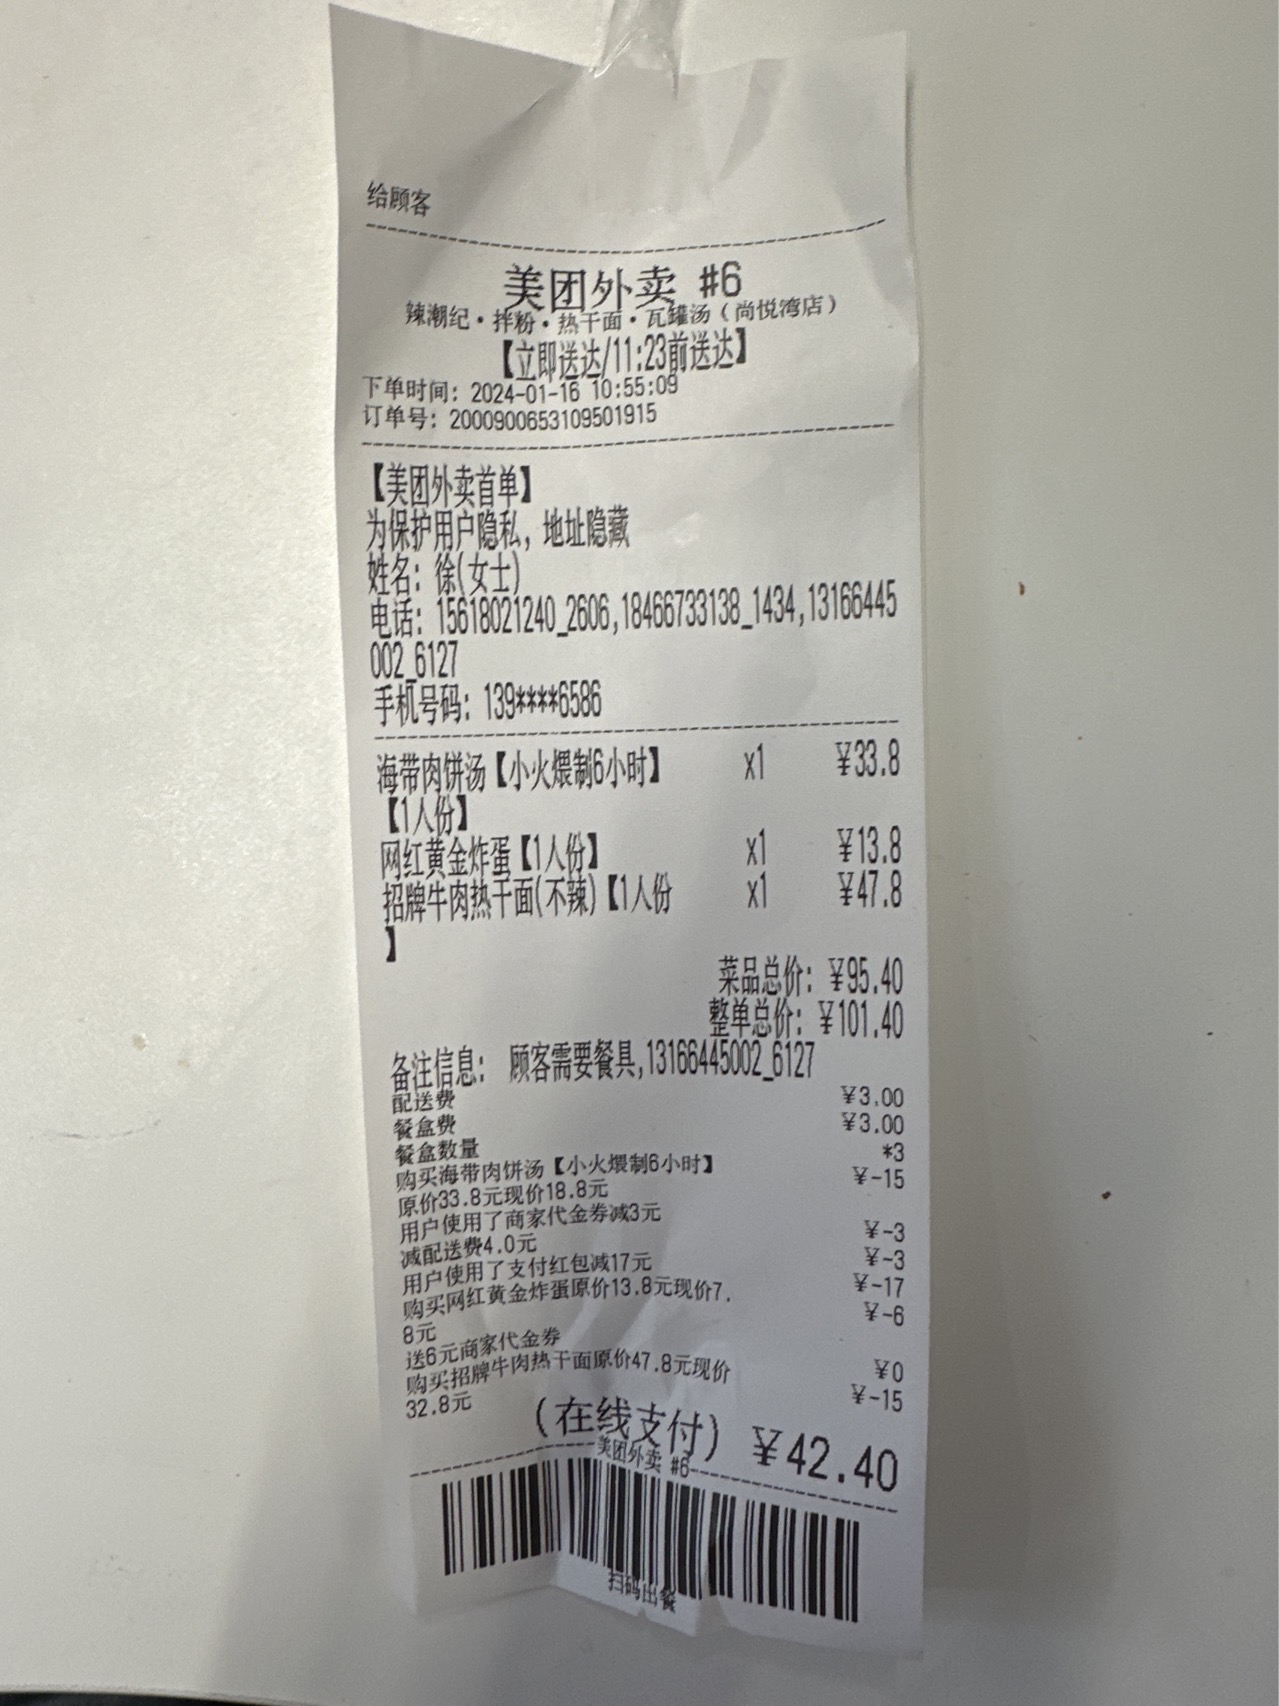 给顾客
美团外卖 #6
辣潮纪·拌粉·热干面·瓦罐汤（尚悦湾店）
【立即送达/11:23前送达】
下单时间：2024-01-16 10:55:09
订单号：2000900653109501915
【美团外卖首单】
为保护用户隐私，地址隐藏
姓名：徐(女士)
电话：15618021240_2606,18466733138_1434,13166445
002_6127
手机号码：139****6586
海带肉饼汤【小火煨制6小时】 x1 ¥33.8
【1人份】
网红黄金炸蛋【1人份】 x1 ¥13.8
招牌牛肉热干面(不辣)【1人份 x1 ¥47.8
】
菜品总价：¥95.40
整单总价：¥101.40
备注信息： 顾客需要餐具,13166445002_6127
配送费 ¥3.00
餐盒费 ¥3.00
餐盒数量 *3
购买海带肉饼汤【小火煨制6小时】 ¥-15
原价33.8元现价18.8元
用户使用了商家代金券减3元 ¥-3
减配送费4.0元 ¥-3
用户使用了支付红包减17元 ¥-17
购买网红黄金炸蛋原价13.8元现价7. ¥-6
8元
送6元商家代金券 ¥0
购买招牌牛肉热干面原价47.8元现价 ¥-15
32.8元
(在线支付) ¥42.40
美团外卖 #6
扫码出餐